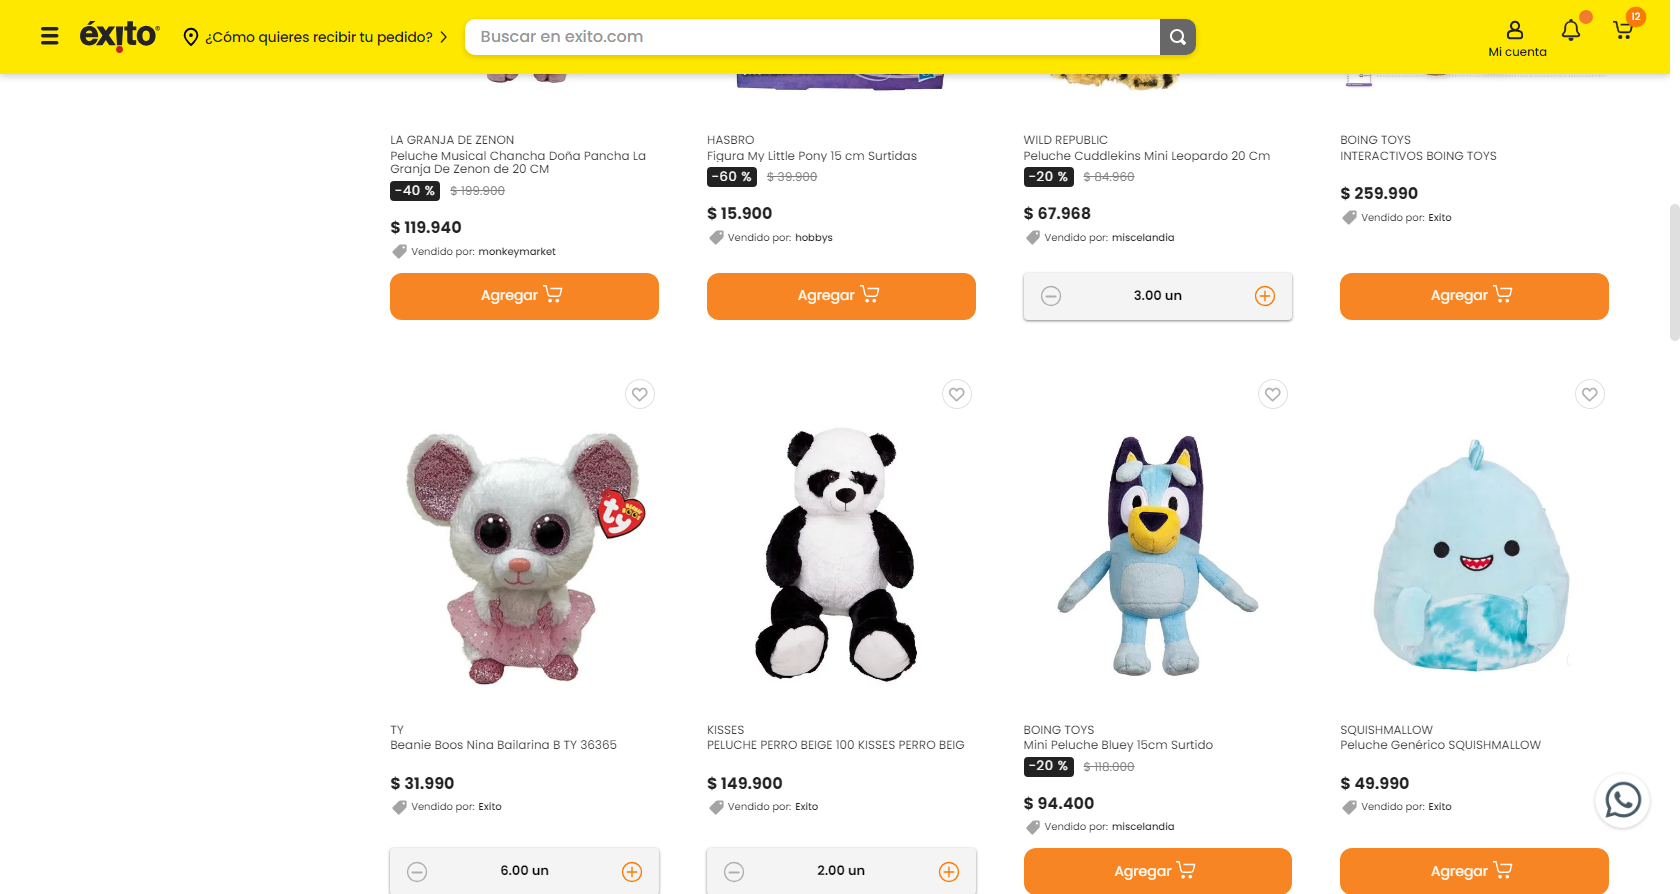 éxito
¿Cómo quieres recibir tu pedido?
Buscar en exito.com
Mi cuenta
12
LA GRANJA DE ZENON
Peluche Musical Chancha Doña Pancha La
Granja De Zenon de 20 CM
-40 % $ 199.900
$ 119.940
Vendido por: monkeymarket
Agregar
HASBRO
Figura My Little Pony 15 cm Surtidas
-60 % $ 39.900
$ 15.900
Vendido por: hobbys
Agregar
WILD REPUBLIC
Peluche Cuddlekins Mini Leopardo 20 Cm
-20 % $ 84.960
$ 67.968
Vendido por: miscelandia
3.00 un
BOING TOYS
INTERACTIVOS BOING TOYS
$ 259.990
Vendido por: Exito
Agregar
ty
TY
Beanie Boos Nina Bailarina B TY 36365
$ 31.990
Vendido por: Exito
6.00 un
KISSES
PELUCHE PERRO BEIGE 100 KISSES PERRO BEIG
$ 149.900
Vendido por: Exito
2.00 un
BOING TOYS
Mini Peluche Bluey 15cm Surtido
-20 % $ 118.000
$ 94.400
Vendido por: miscelandia
Agregar
SQUISHMALLOW
Peluche Genérico SQUISHMALLOW
$ 49.990
Vendido por: Exito
Agregar